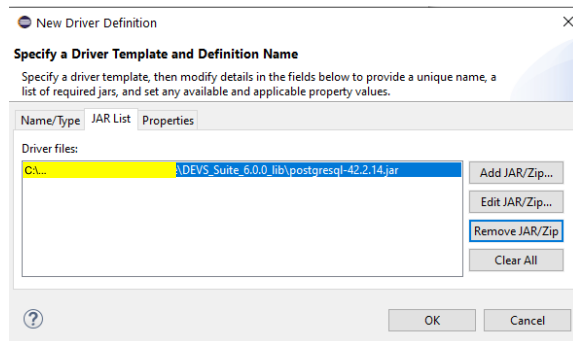 New Driver Definition
Specify a Driver Template and Definition Name
Specify a driver template, then modify details in the fields below to provide a unique name, a
list of required jars, and set any available and applicable property values.
Name/Type JAR List Properties
Driver files:
C:\... \DEVS_Suite_6.0.0_lib\postgresql-42.2.14.jar
Add JAR/Zip...
Edit JAR/Zip...
Remove JAR/Zip
Clear All
? OK Cancel